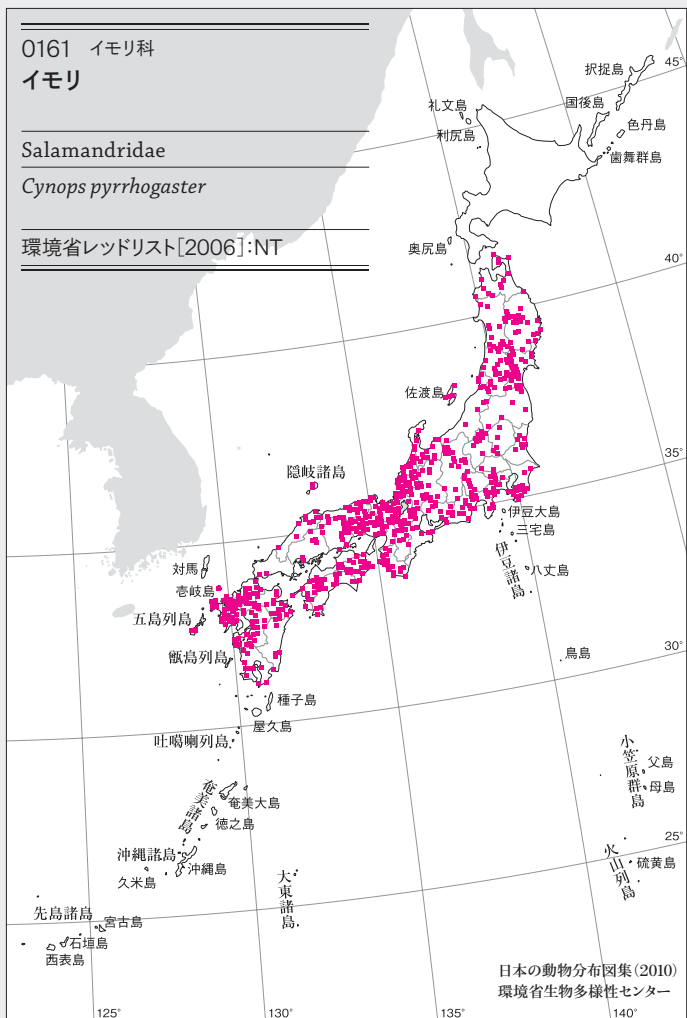 0161 イモリ科
イモリ
Salamandridae
Cynops pyrrhogaster
環境省レッドリスト[2006]:NT
択捉島
45°
礼文島
国後島
色丹島
利尻島
歯舞群島
奥尻島
40°
佐渡島
35°
隠岐諸島
伊豆大島
三宅島
伊豆諸島
八丈島
対馬
壱岐島
五島列島
甑島列島
鳥島
30°
種子島
屋久島
吐噶喇列島
小笠原群島
父島
母島
奄美諸島
奄美大島
徳之島
25°
沖縄諸島
沖縄島
久米島
火山列島
硫黄島
大東諸島
先島諸島
宮古島
石垣島
西表島
日本の動物分布図集(2010)
環境省生物多様性センター
125°
130°
135°
140°